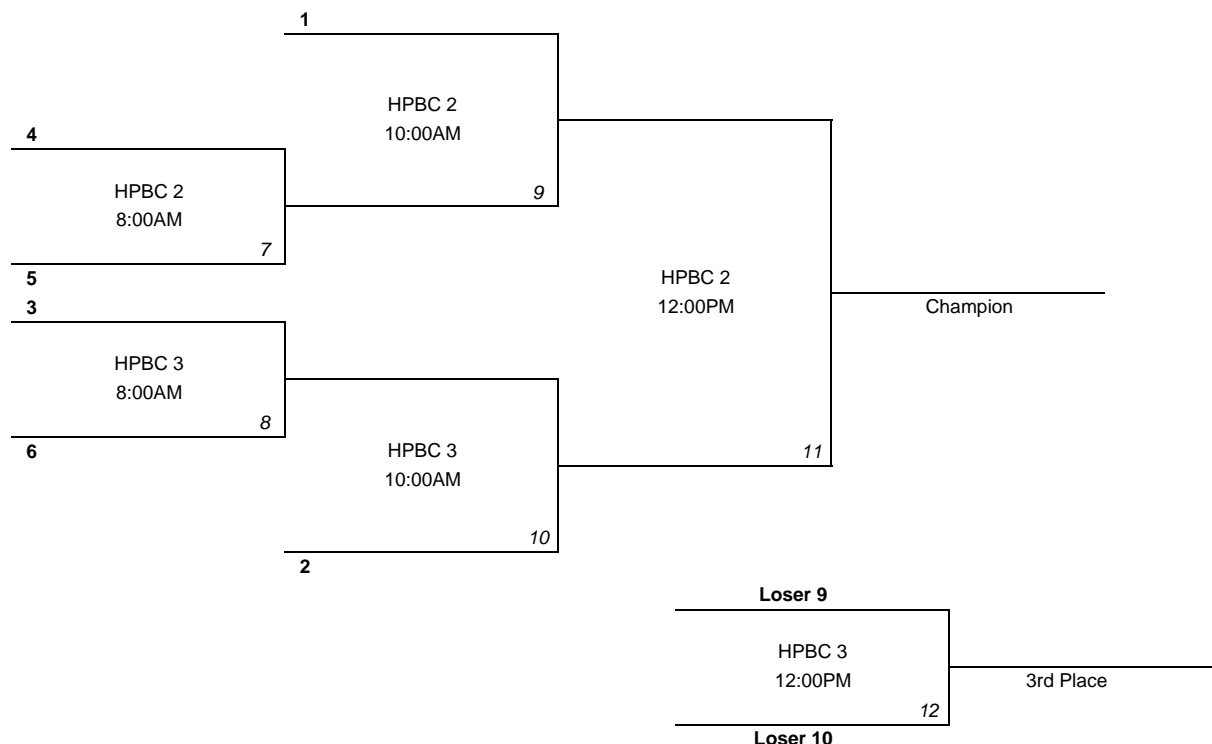 1
HPBC 2
10:00AM
9
4
HPBC 2
8:00AM
7
5
3
HPBC 3
8:00AM
8
6
HPBC 3
10:00AM
10
2
HPBC 2
12:00PM
11
Champion
Loser 9
HPBC 3
12:00PM
12
3rd Place
Loser 10